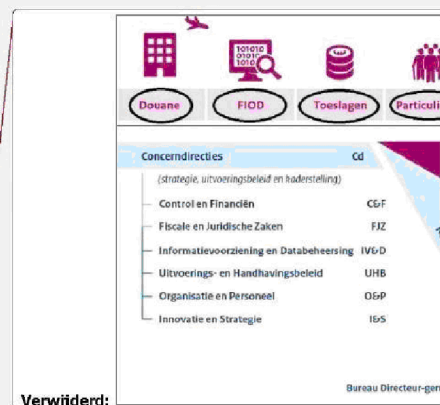 Douane FIOD Toeslagen Particuli
Concerndirecties Cd
(strategie, uitvoeringsbeleid en kaderstelling)
Control en Financiën C&F
Fiscale en Juridische Zaken FJZ
Informatievoorziening en Databeheersing IV&D
Uitvoerings- en Handhavingsbeleid UHB
Organisatie en Personeel O&P
Innovatie en Strategie I&S
Bureau Directeur-gen
Verwijderd: